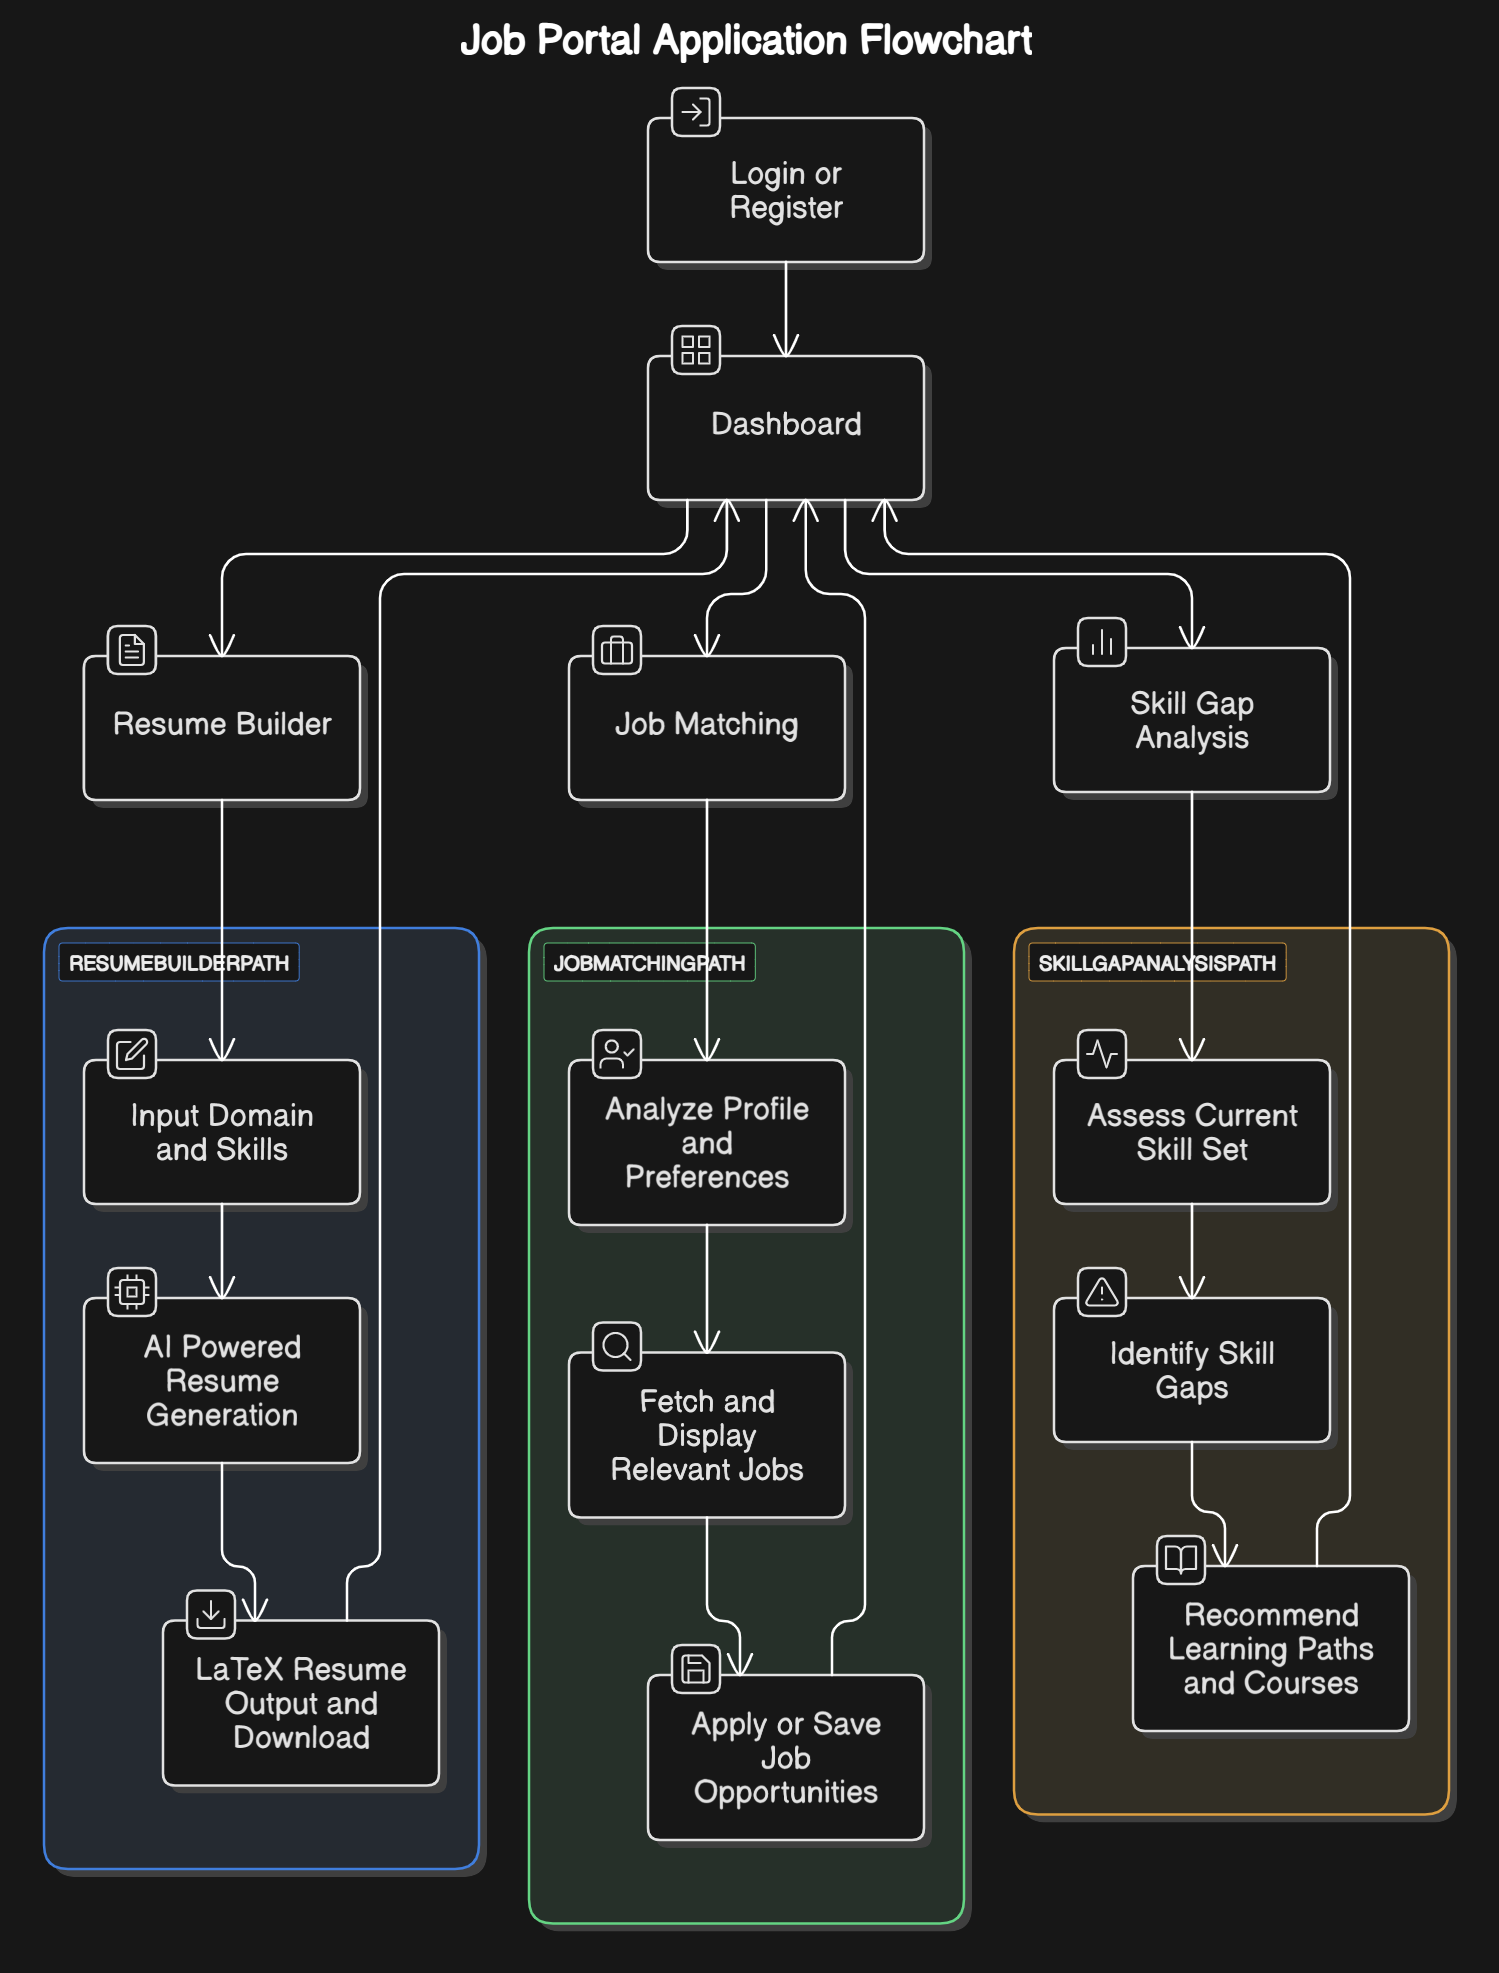 Job Portal Application Flowchart
Login or
Register
Dashboard
Resume Builder
Job Matching
Skill Gap
Analysis
RESUMEBUILDERPATH
Input Domain
and Skills
AI Powered
Resume
Generation
LaTeX Resume
Output and
Download
JOBMATCHINGPATH
Analyze Profile
and
Preferences
Fetch and
Display
Relevant Jobs
Apply or Save
Job
Opportunities
SKILLGAPANALYSISPATH
Assess Current
Skill Set
Identify Skill
Gaps
Recommend
Learning Paths
and Courses